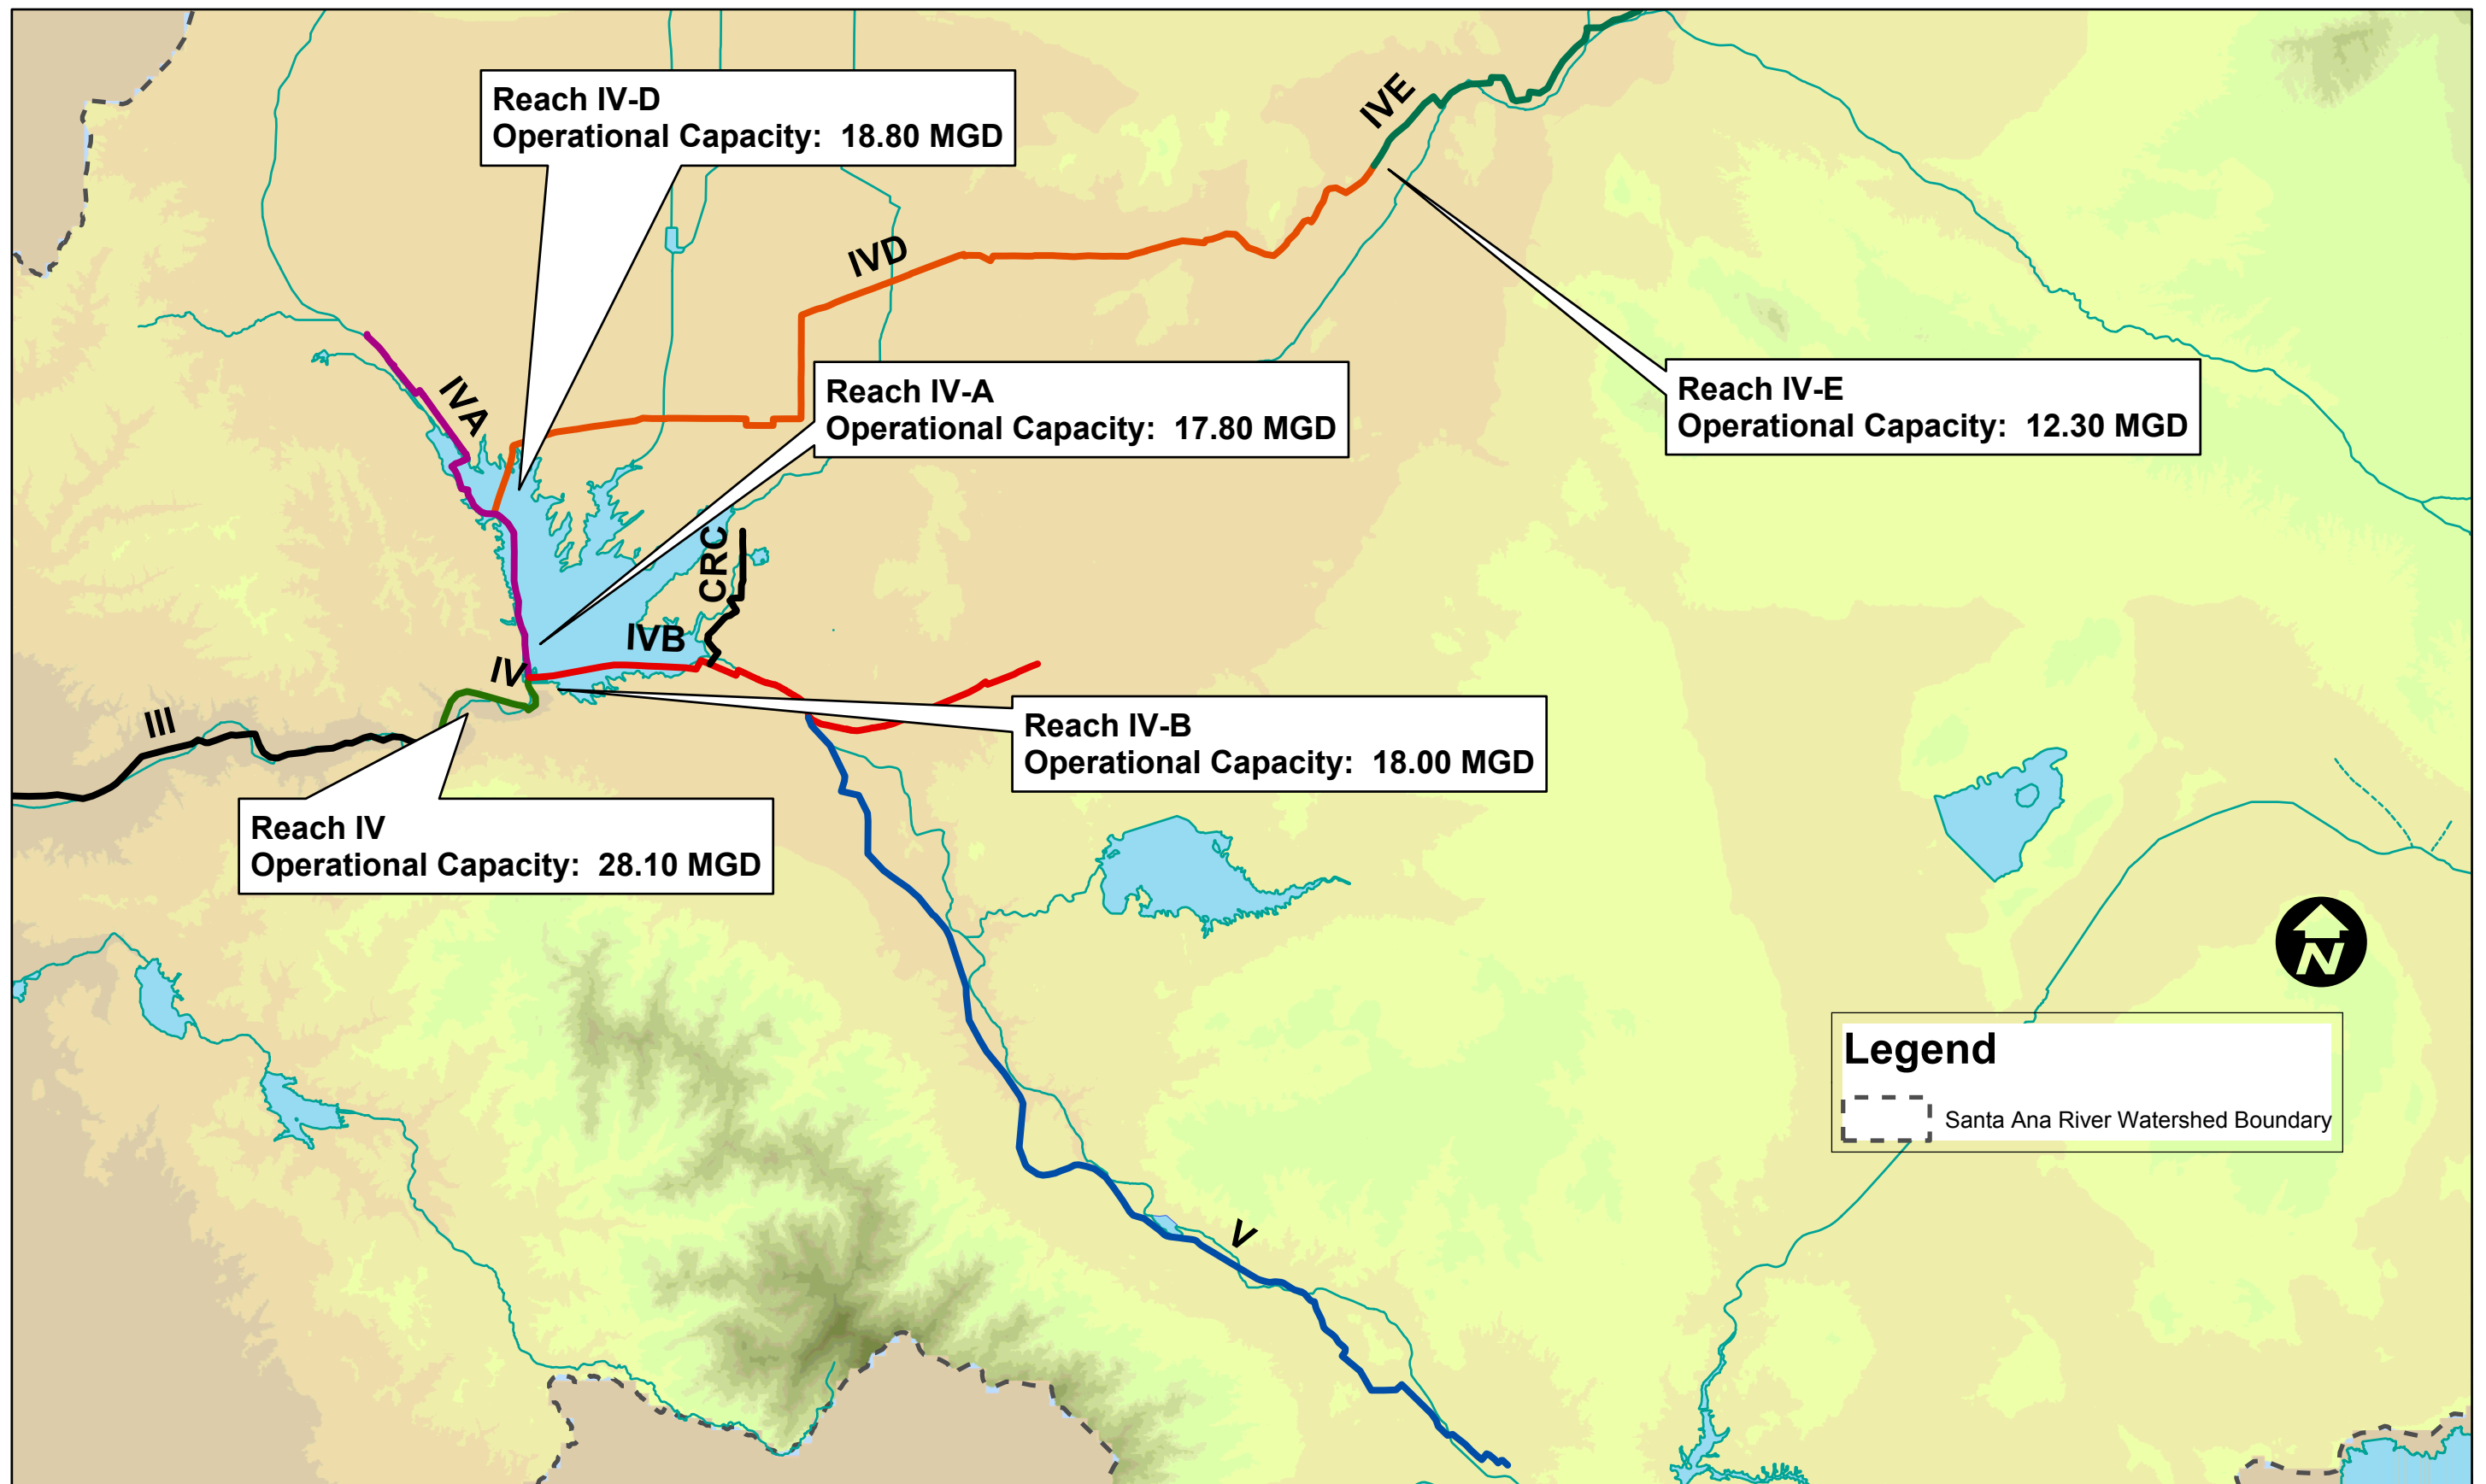 Reach IV-D
Operational Capacity:  18.80 MGD
IVE
IVD
Reach IV-A
Operational Capacity:  17.80 MGD
Reach IV-E
Operational Capacity:  12.30 MGD
IVA
CRC
IVB
IV
III
Reach IV-B
Operational Capacity:  18.00 MGD
Reach IV
Operational Capacity:  28.10 MGD
N
Legend
Santa Ana River Watershed Boundary
V